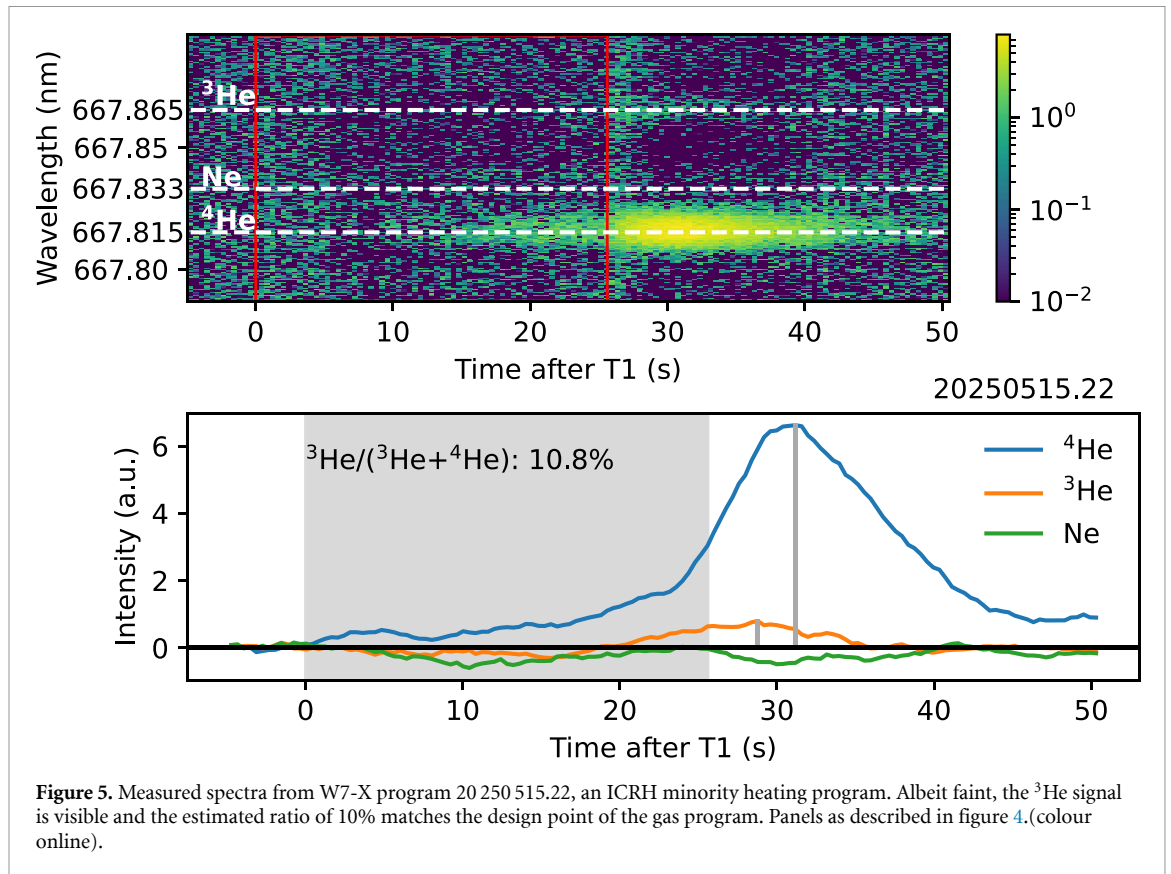 Wavelength (nm)
³He
667.865
667.85
Ne
667.833
⁴He
667.815
667.80
10⁰
10⁻¹
10⁻²
0 10 20 30 40 50
Time after T1 (s)
20250515.22
Intensity (a.u.)
³He/(³He+⁴He): 10.8%
⁴He
³He
Ne
6
4
2
0
0 10 20 30 40 50
Time after T1 (s)
Figure 5. Measured spectra from W7-X program 20 250 515.22, an ICRH minority heating program. Albeit faint, the ³He signal
is visible and the estimated ratio of 10% matches the design point of the gas program. Panels as described in figure 4.(colour
online).